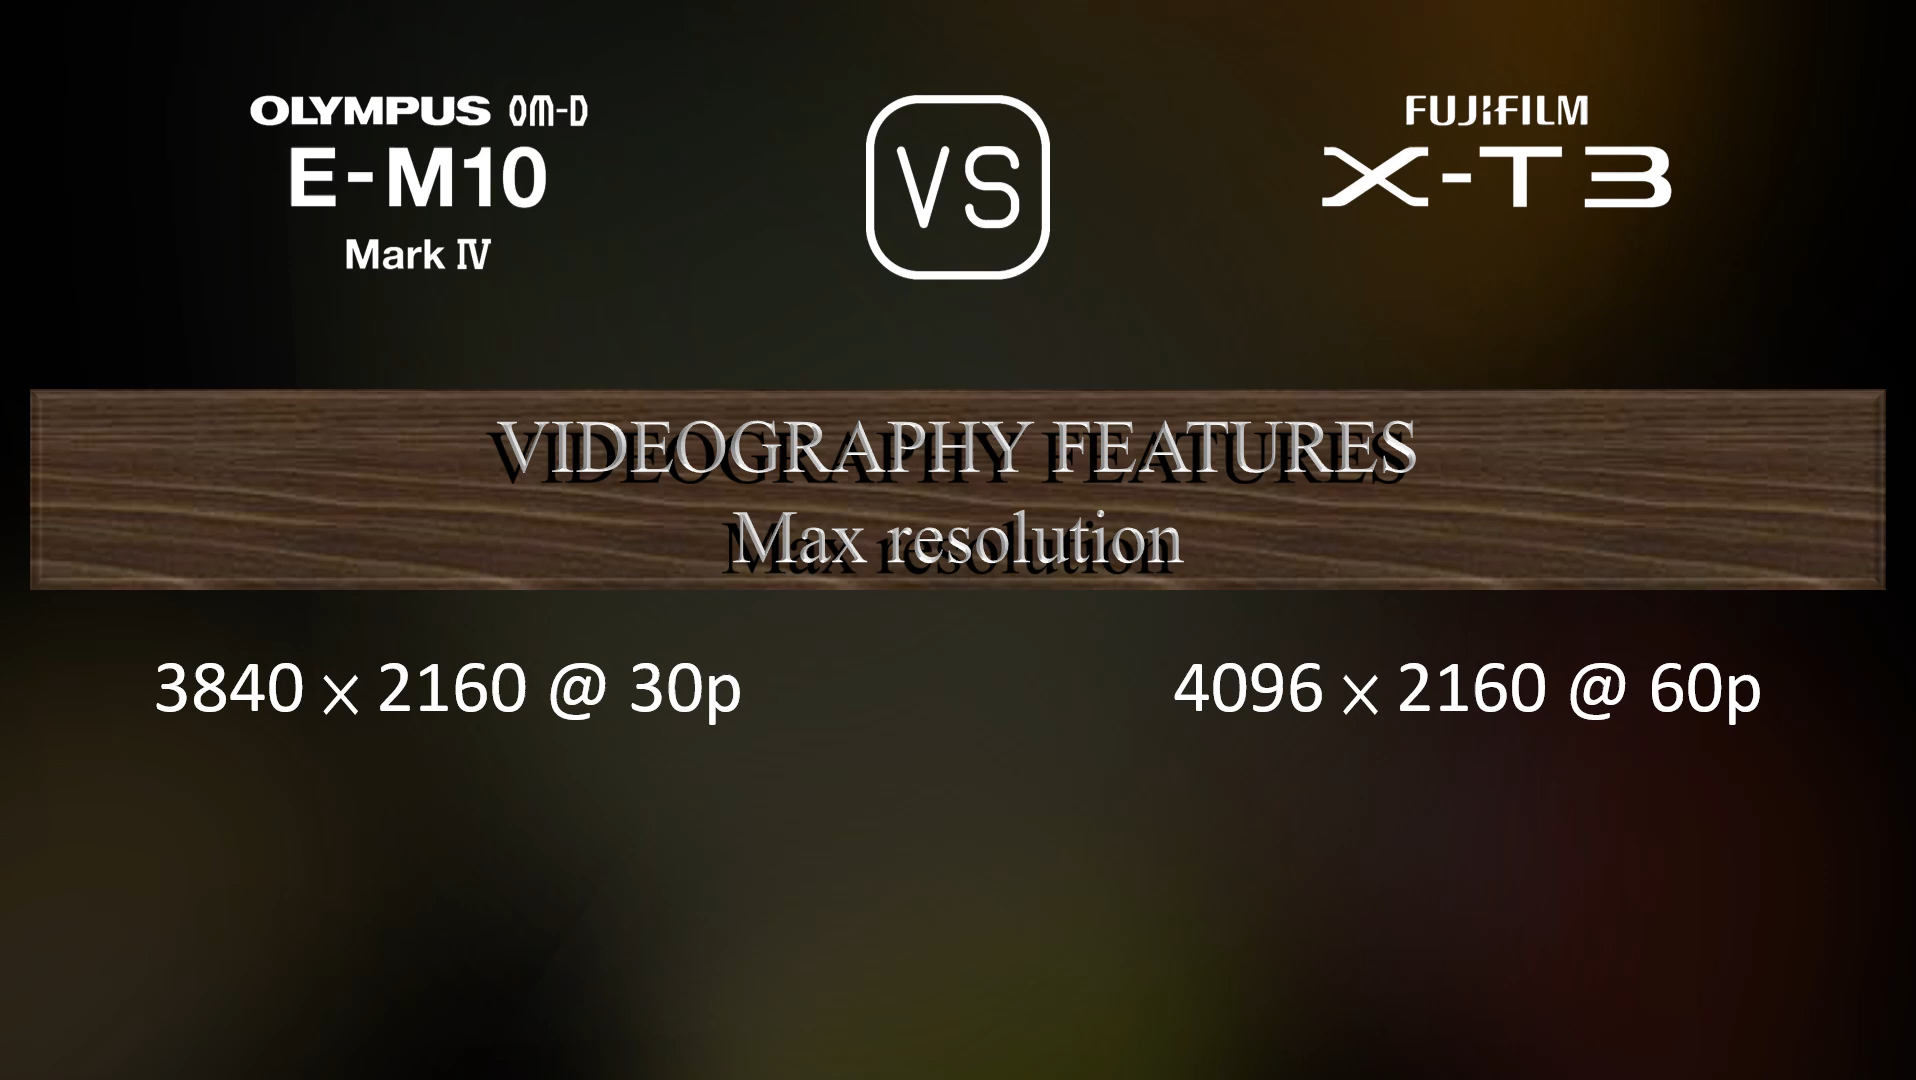 OLYMPUS OM-D
E-M10
Mark IV
VS
FUJIFILM
X-T3
VIDEOGRAPHY FEATURES
Max resolution
3840 x 2160 @ 30p
4096 x 2160 @ 60p